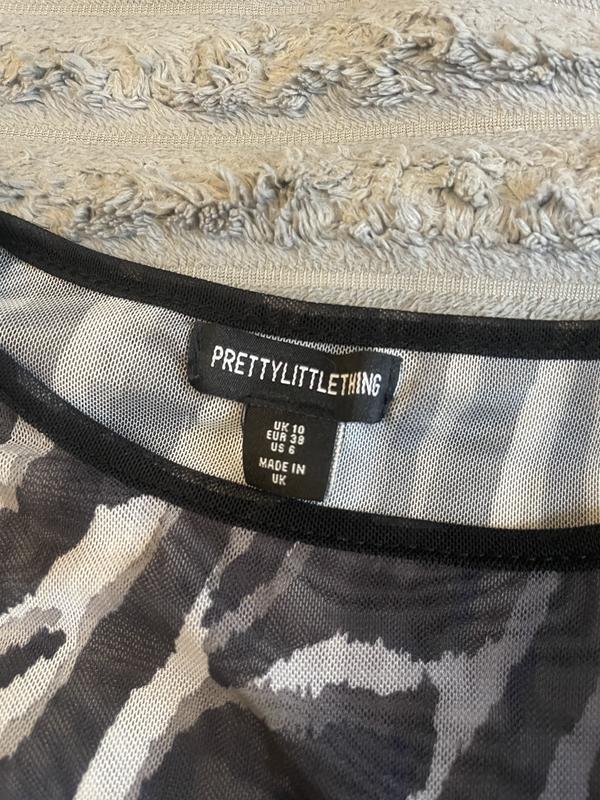 PRETTYLITTLETHING
UK 10
EUR 38
US 6
MADE IN
UK